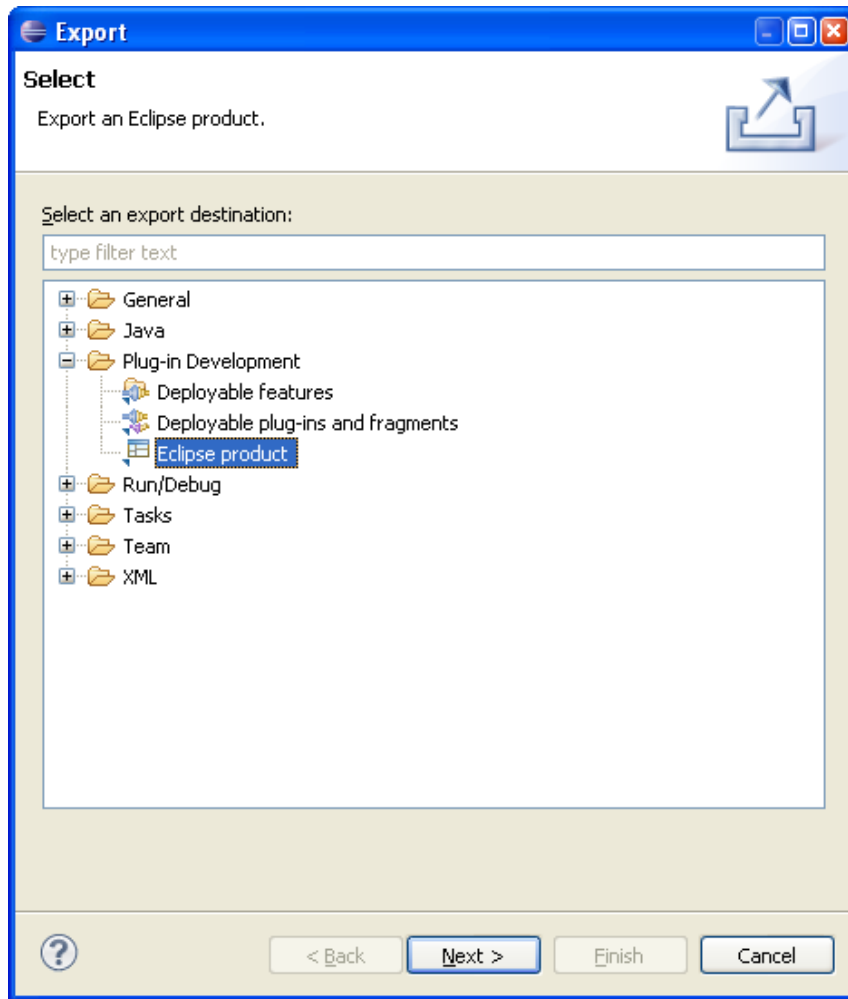 Export
Select
Export an Eclipse product.
Select an export destination:
type filter text
General
Java
Plug-in Development
Deployable features
Deployable plug-ins and fragments
Eclipse product
Run/Debug
Tasks
Team
XML
?
< Back Next > Finish Cancel